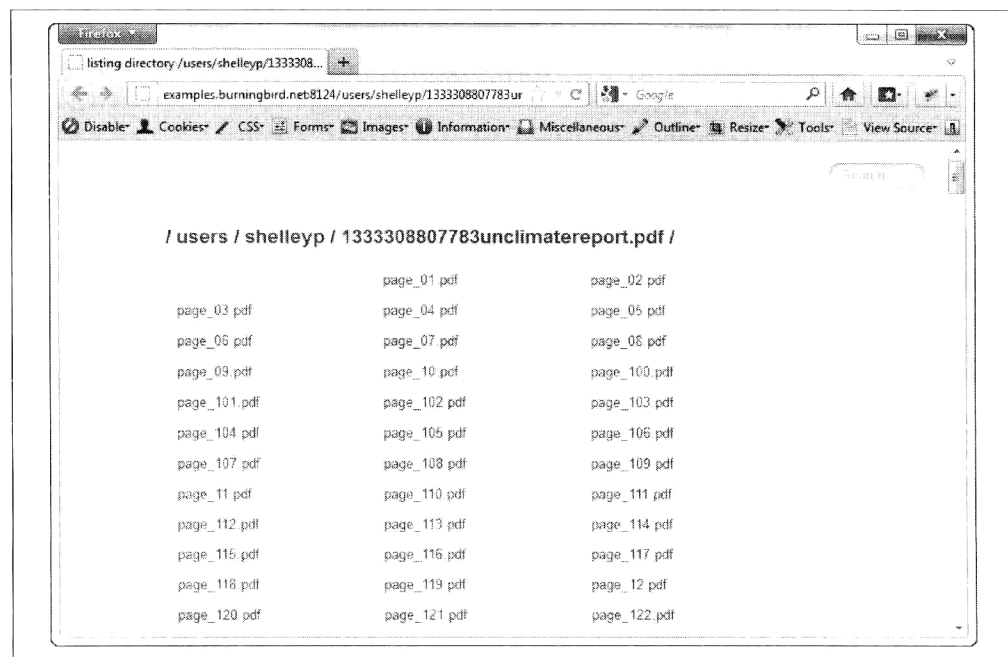 Firefox
listing directory /users/shelleyp/1333308... +
examples.burningbird.net:8124/users/shelleyp/1333308807783ur Google
Disable Cookies CSS Forms Images Information Miscellaneous Outline Resize Tools View Source
Search
/ users / shelleyp / 1333308807783unclimatereport.pdf /
page_01.pdf page_02.pdf
page_03.pdf page_04.pdf page_05.pdf
page_06.pdf page_07.pdf page_08.pdf
page_09.pdf page_10.pdf page_100.pdf
page_101.pdf page_102.pdf page_103.pdf
page_104.pdf page_105.pdf page_106.pdf
page_107.pdf page_108.pdf page_109.pdf
page_11.pdf page_110.pdf page_111.pdf
page_112.pdf page_113.pdf page_114.pdf
page_115.pdf page_116.pdf page_117.pdf
page_118.pdf page_119.pdf page_12.pdf
page_120.pdf page_121.pdf page_122.pdf